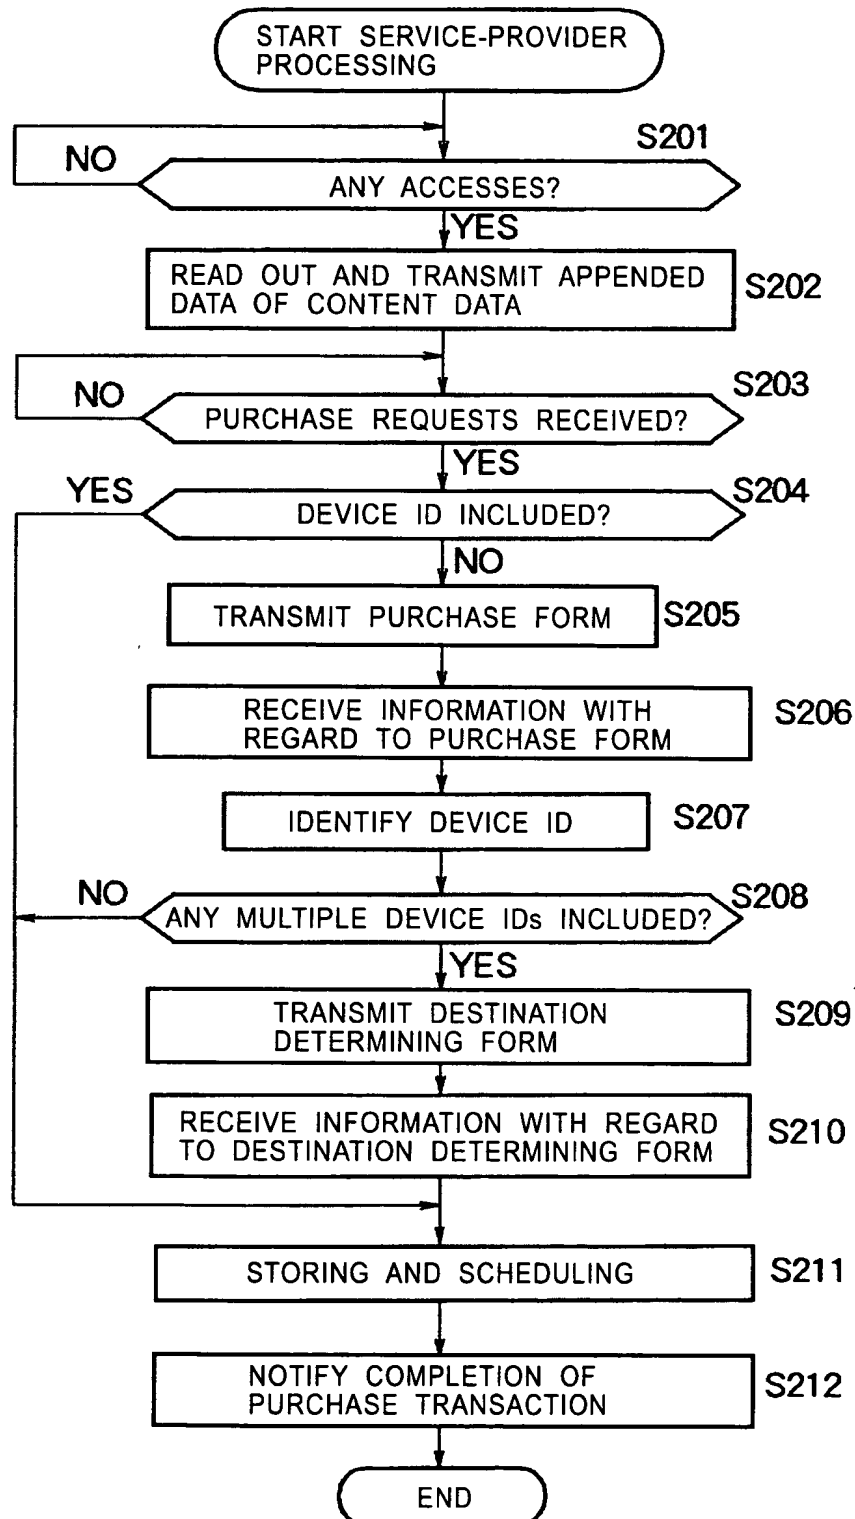 START SERVICE-PROVIDER
PROCESSING
S201
NO
ANY ACCESSES?
YES
READ OUT AND TRANSMIT APPENDED
DATA OF CONTENT DATA
S202
S203
NO
PURCHASE REQUESTS RECEIVED?
YES
YES
S204
DEVICE ID INCLUDED?
NO
TRANSMIT PURCHASE FORM
S205
RECEIVE INFORMATION WITH
REGARD TO PURCHASE FORM
S206
IDENTIFY DEVICE ID
S207
NO
S208
ANY MULTIPLE DEVICE IDs INCLUDED?
YES
TRANSMIT DESTINATION
DETERMINING FORM
S209
RECEIVE INFORMATION WITH REGARD
TO DESTINATION DETERMINING FORM
S210
STORING AND SCHEDULING
S211
NOTIFY COMPLETION OF
PURCHASE TRANSACTION
S212
END